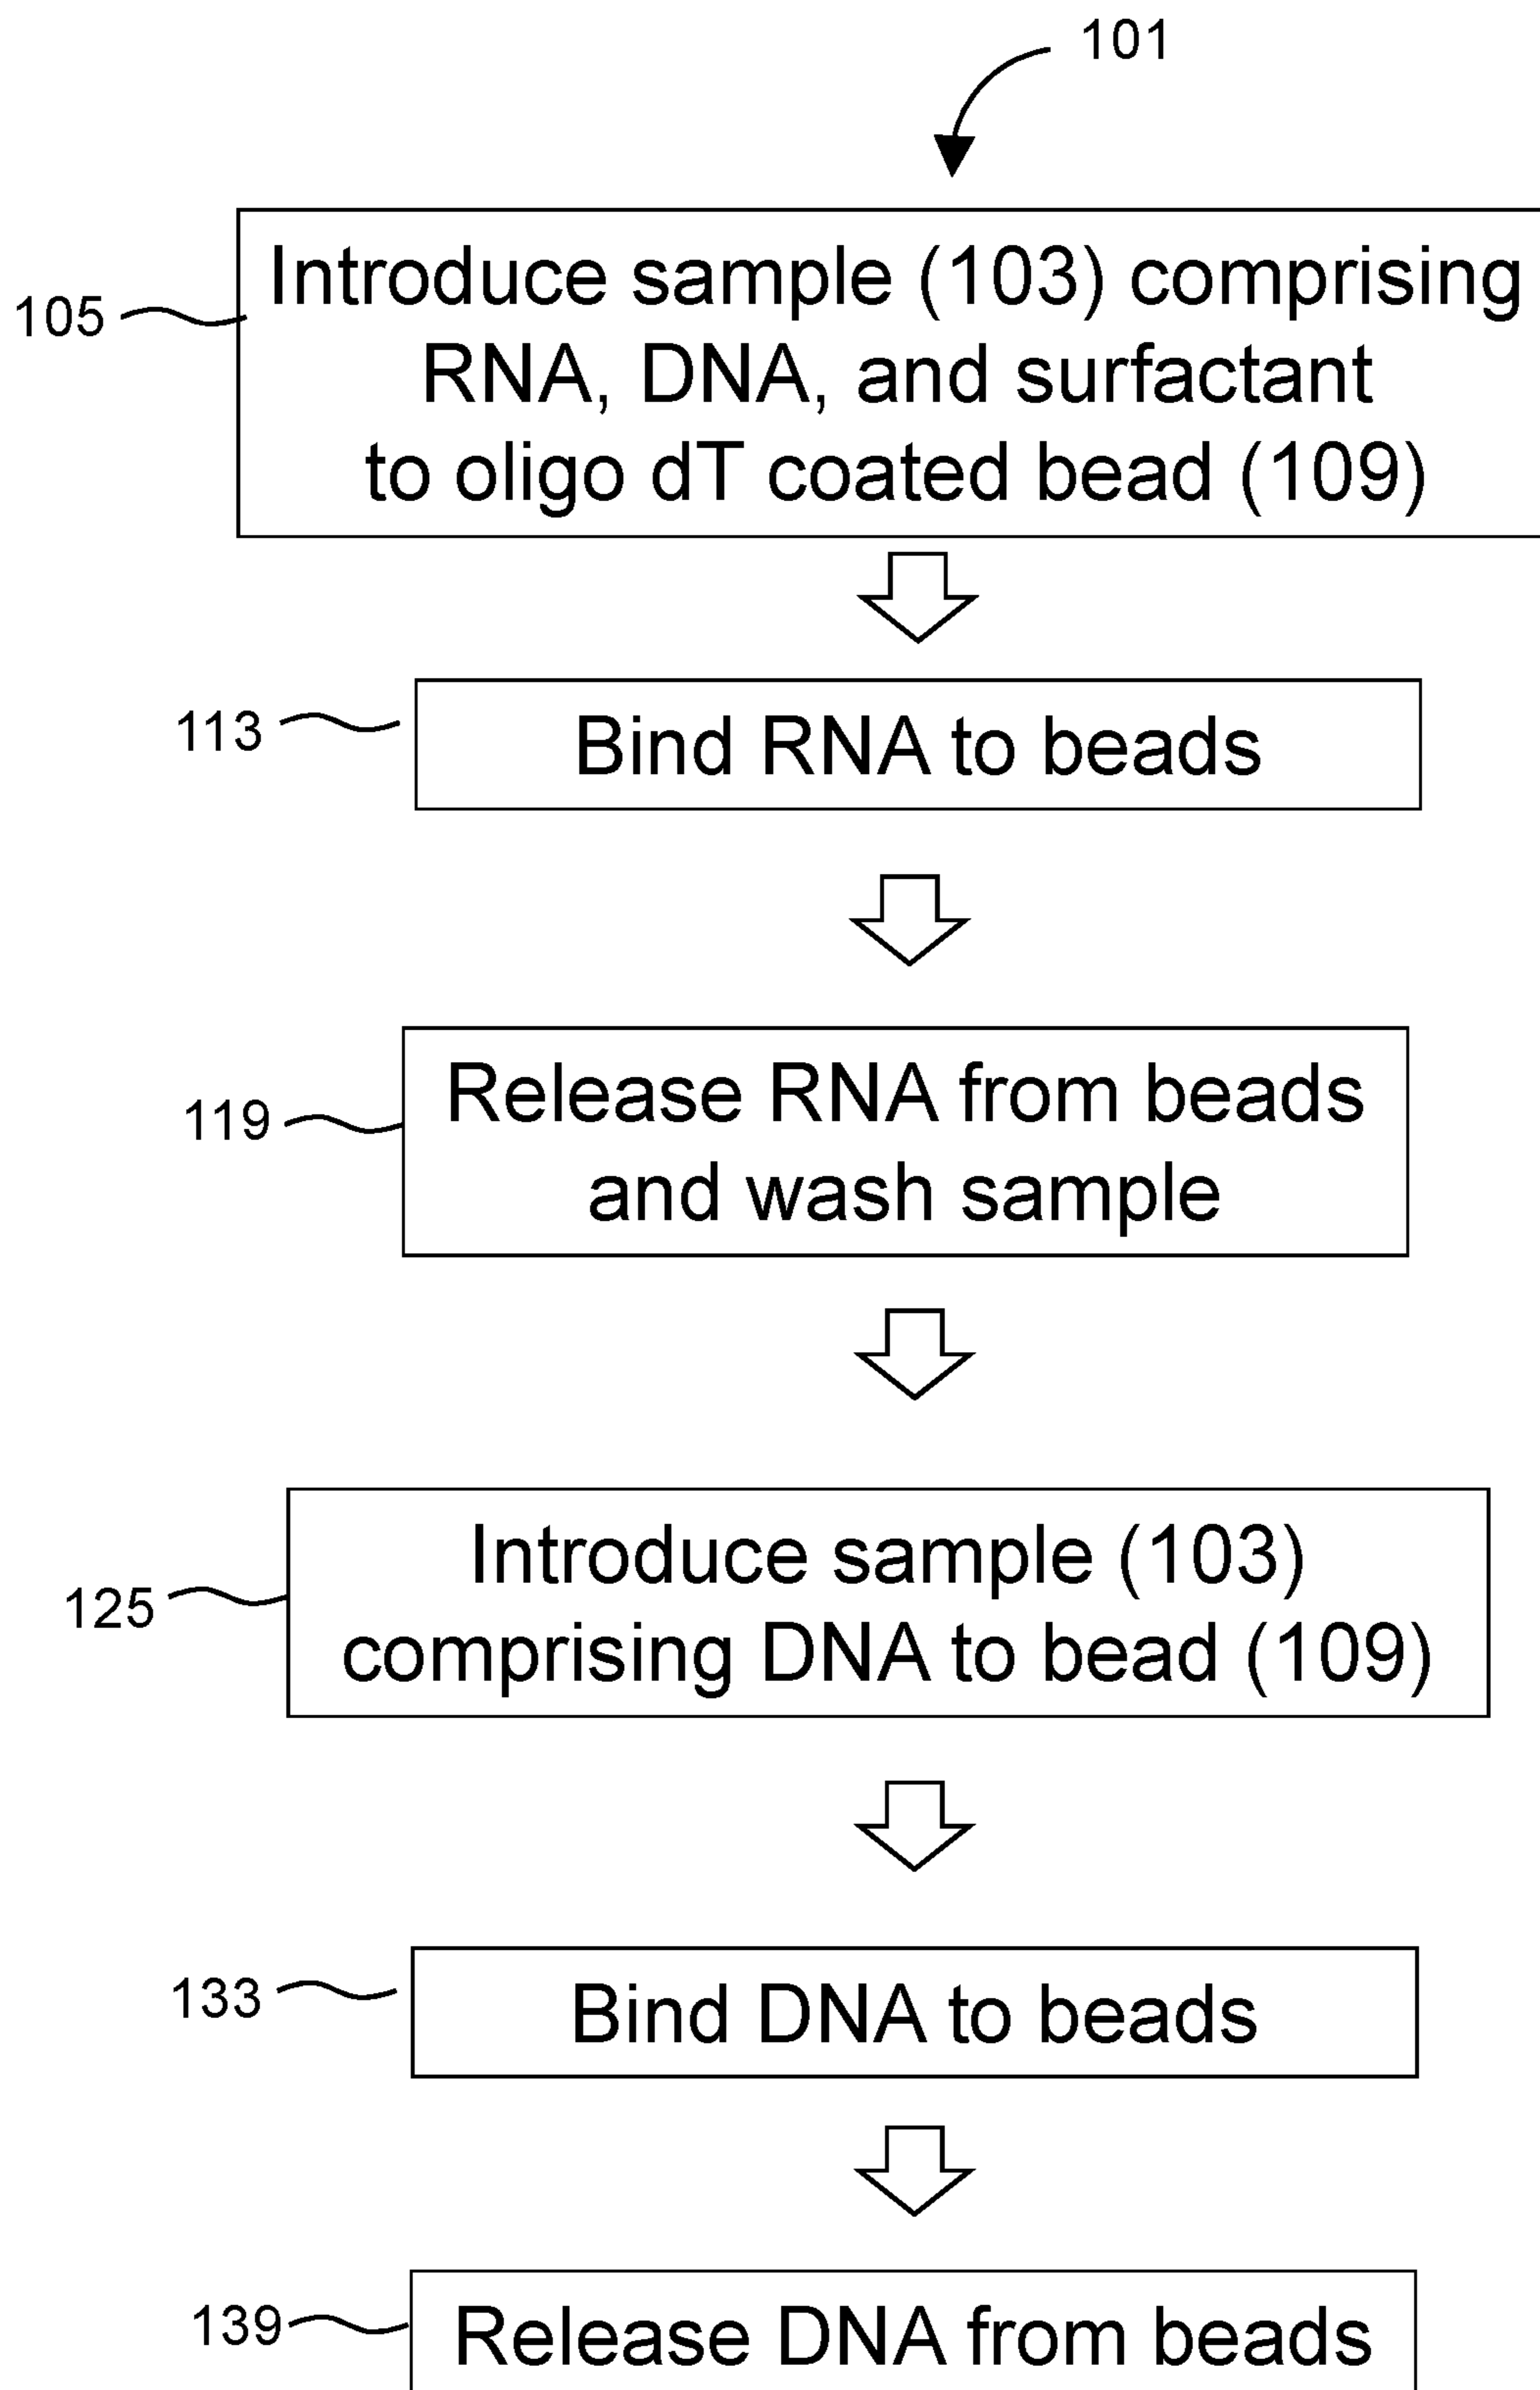 101
105
Introduce sample (103) comprising
RNA, DNA, and surfactant
to oligo dT coated bead (109)
113
Bind RNA to beads
119
Release RNA from beads
and wash sample
125
Introduce sample (103)
comprising DNA to bead (109)
133
Bind DNA to beads
139
Release DNA from beads